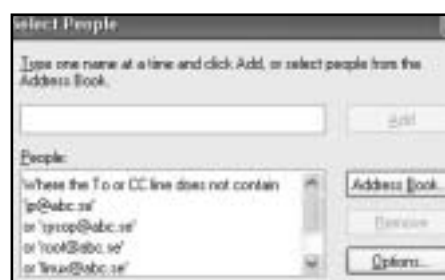 Select People
Type one name at a time and click Add, or select people from the
Address Book.
Add
People:
Where the To or CC line does not contain
'jp@abc.se'
or 'sysop@abc.se'
or 'root@abc.se'
or 'linux@abc.se'
Address Book...
Remove
Options...